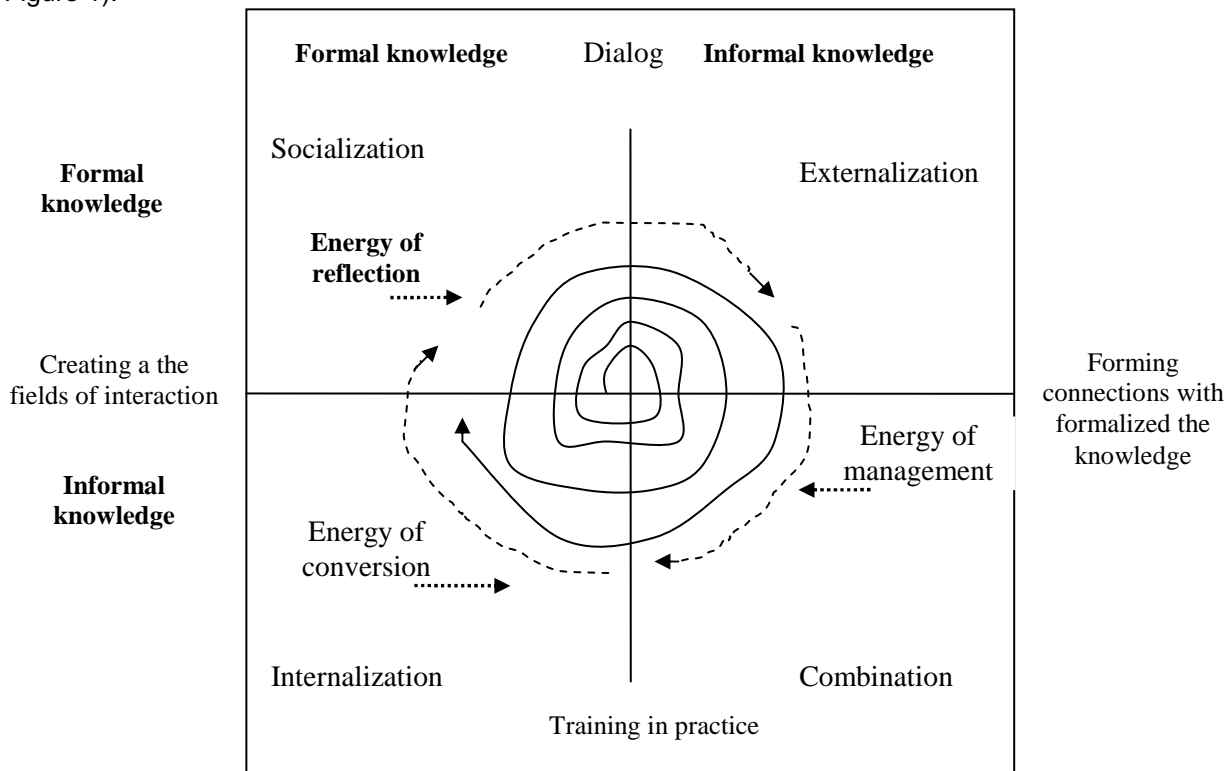 Figure 1).
Formal knowledge Dialog Informal knowledge
Socialization
Externalization
Formal
knowledge
Energy of
reflection
Creating a the
fields of interaction
Forming
connections with
formalized the
knowledge
Energy of
management
Informal
knowledge
Energy of
conversion
Internalization
Combination
Training in practice